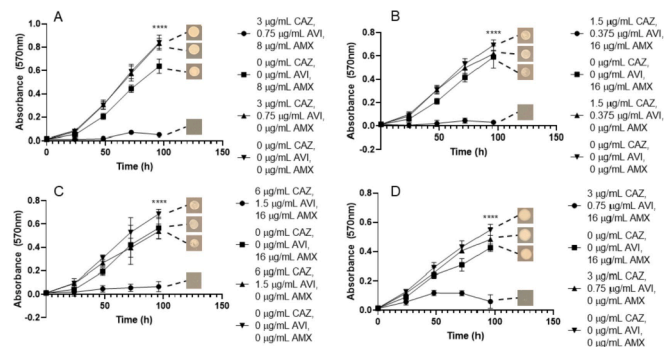 A
****
1.0
0.8
0.6
0.4
0.2
0.0
Absorbance (570nm)
0
50
100
150
Time (h)
3 µg/mL CAZ,
0.75 µg/mL AVI,
8 µg/mL AMX
0 µg/mL CAZ,
0 µg/mL AVI,
8 µg/mL AMX
3 µg/mL CAZ,
0.75 µg/mL AVI,
0 µg/mL AMX
0 µg/mL CAZ,
0 µg/mL AVI,
0 µg/mL AMX
B
****
0.8
0.6
0.4
0.2
0.0
-0.2
Absorbance (570nm)
50
100
150
Time (h)
1.5 µg/mL CAZ,
0.375 µg/mL AVI,
16 µg/mL AMX
0 µg/mL CAZ,
0 µg/mL AVI,
16 µg/mL AMX
1.5 µg/mL CAZ,
0.375 µg/mL AVI,
0 µg/mL AMX
0 µg/mL CAZ,
0 µg/mL AVI,
0 µg/mL AMX
C
****
0.8
0.6
0.4
0.2
0.0
-0.2
Absorbance (570nm)
50
100
150
Time (h)
6 µg/mL CAZ,
1.5 µg/mL AVI,
16 µg/mL AMX
0 µg/mL CAZ,
0 µg/mL AVI,
16 µg/mL AMX
6 µg/mL CAZ,
1.5 µg/mL AVI,
0 µg/mL AMX
0 µg/mL CAZ,
0 µg/mL AVI,
0 µg/mL AMX
D
****
0.8
0.6
0.4
0.2
0.0
Absorbance (570nm)
0
50
100
150
Time (h)
3 µg/mL CAZ,
0.75 µg/mL AVI,
16 µg/mL AMX
0 µg/mL CAZ,
0 µg/mL AVI,
16 µg/mL AMX
3 µg/mL CAZ,
0.75 µg/mL AVI,
0 µg/mL AMX
0 µg/mL CAZ,
0 µg/mL AVI,
0 µg/mL AMX